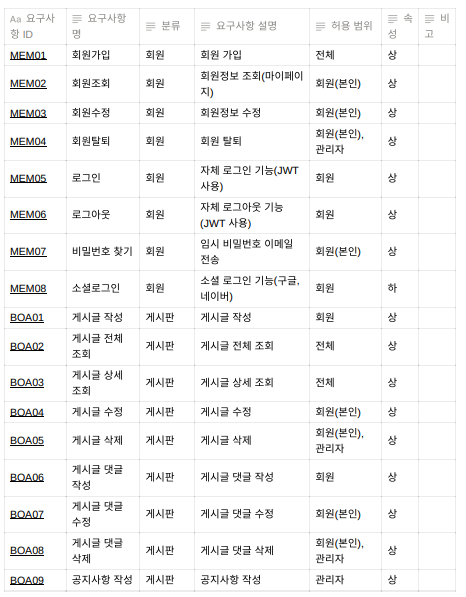 Aa 요구사항 ID 요구사항명 분류 요구사항 설명 허용 범위 속성 비고
MEM01 회원가입 회원 회원 가입 전체 상
MEM02 회원조회 회원 회원정보 조회(마이페이지) 회원(본인) 상
MEM03 회원수정 회원 회원정보 수정 회원(본인) 상
MEM04 회원탈퇴 회원 회원 탈퇴 회원(본인), 관리자 상
MEM05 로그인 회원 자체 로그인 기능(JWT 사용) 회원 상
MEM06 로그아웃 회원 자체 로그아웃 기능(JWT 사용) 회원 상
MEM07 비밀번호 찾기 회원 임시 비밀번호 이메일 전송 회원(본인) 상
MEM08 소셜로그인 회원 소셜 로그인 기능(구글, 네이버) 회원 하
BOA01 게시글 작성 게시판 게시글 작성 회원 상
BOA02 게시글 전체 조회 게시판 게시글 전체 조회 전체 상
BOA03 게시글 상세 조회 게시판 게시글 상세 조회 전체 상
BOA04 게시글 수정 게시판 게시글 수정 회원(본인) 상
BOA05 게시글 삭제 게시판 게시글 삭제 회원(본인), 관리자 상
BOA06 게시글 댓글 작성 게시판 게시글 댓글 작성 회원 상
BOA07 게시글 댓글 수정 게시판 게시글 댓글 수정 회원(본인) 상
BOA08 게시글 댓글 삭제 게시판 게시글 댓글 삭제 회원(본인), 관리자 상
BOA09 공지사항 작성 게시판 공지사항 작성 관리자 상